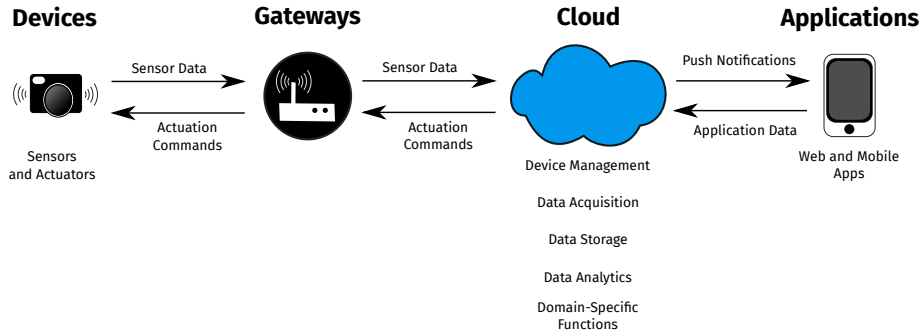 Devices
Gateways
Cloud
Applications
Sensor Data
Sensor Data
Push Notifications
Actuation
Commands
Actuation
Commands
Application Data
Sensors
and Actuators
Device Management
Web and Mobile
Apps
Data Acquisition
Data Storage
Data Analytics
Domain-Specific
Functions